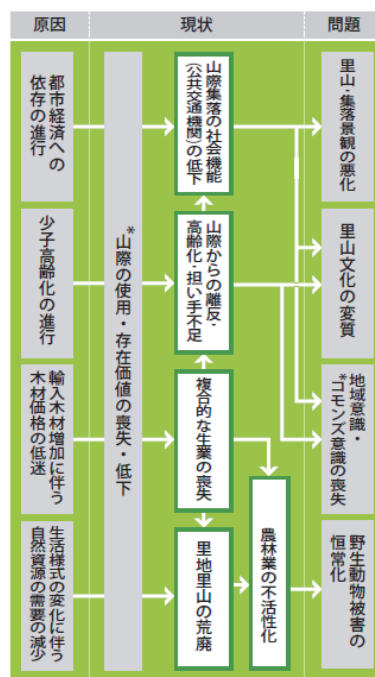 原因
現状
問題
都市経済への
依存の進行
少子高齢化の進行
輸入木材増加に伴う
木材価格の低迷
生活様式の変化に伴う
自然資源の需要の減少
*山際の使用・存在価値の喪失・低下
山際集落の社会機能
(公共交通機関)の低下
山際からの離反・
高齢化・担い手不足
複合的な生業の喪失
里地里山の荒廃
農林業の不活性化
里山・集落景観の悪化
里山文化の変質
地域意識・
*コモンズ意識の喪失
野生動物被害の
恒常化